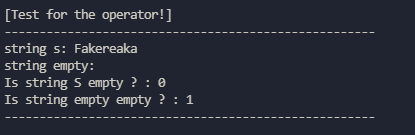 [Test for the operator!]
--------------------------------------------------
string s: Fakereaka
string empty:
Is string S empty ? : 0
Is string empty empty ? : 1
--------------------------------------------------